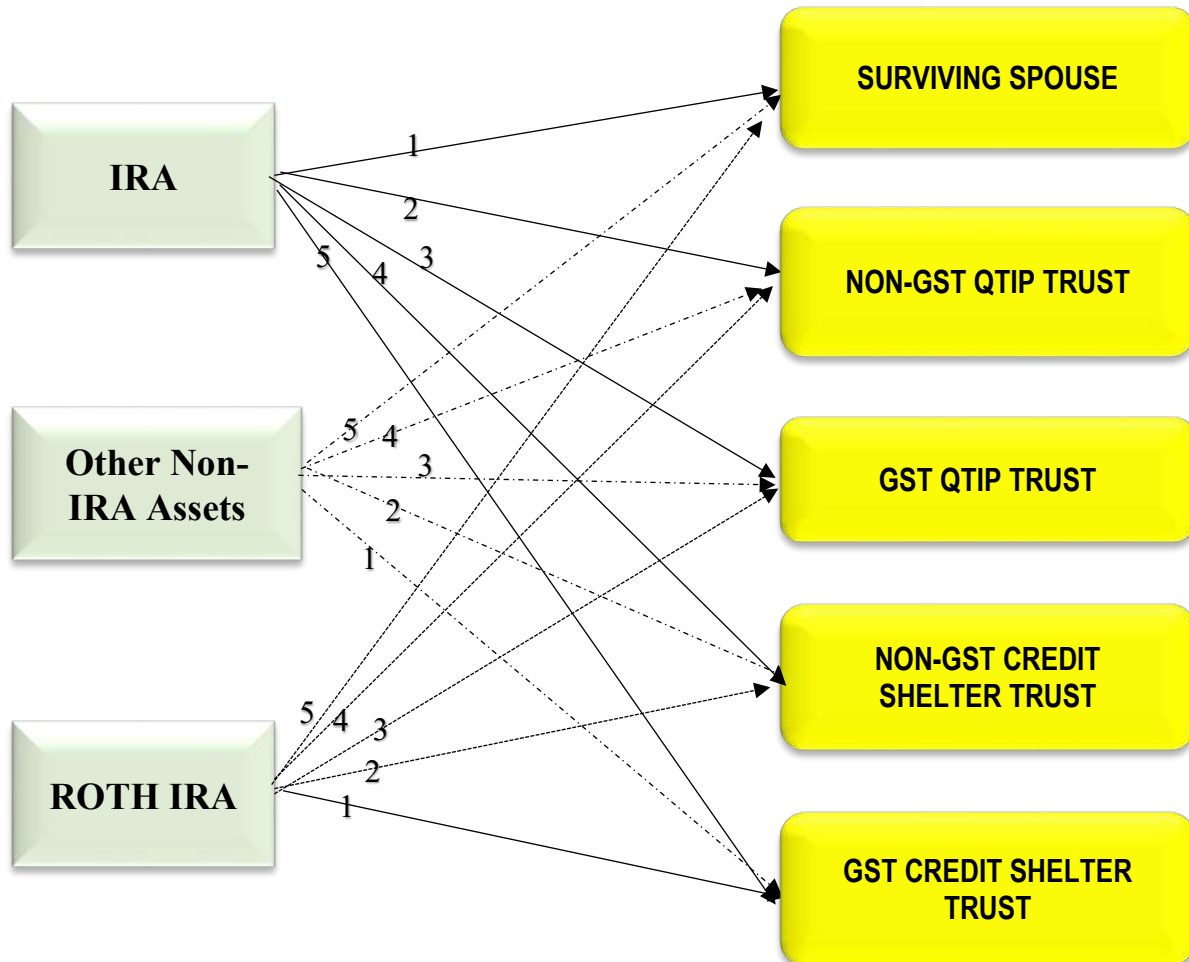 SURVIVING SPOUSE
IRA
1
2
NON-GST QTIP TRUST
5
4
3
5
4
Other Non-
IRA Assets
3
GST QTIP TRUST
2
1
NON-GST CREDIT
SHELTER TRUST
5
4
3
2
ROTH IRA
1
GST CREDIT SHELTER
TRUST